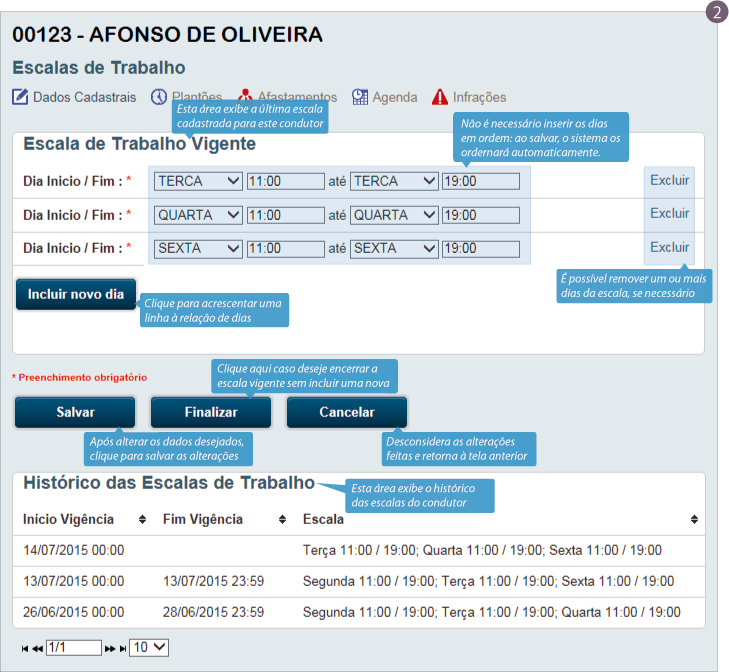 2
00123 - AFONSO DE OLIVEIRA
Escalas de Trabalho
Dados Cadastrais Plantões Afastamentos Agenda Infrações
Esta área exibe a última escala
cadastrada para este condutor
Não é necessário inserir os dias
em ordem: ao salvar, o sistema os
ordernará automaticamente.
Escala de Trabalho Vigente
Dia Inicio / Fim : * TERCA 11:00 até TERCA 19:00 Excluir
Dia Inicio / Fim : * QUARTA 11:00 até QUARTA 19:00 Excluir
Dia Inicio / Fim : * SEXTA 11:00 até SEXTA 19:00 Excluir
É possível remover um ou mais
dias da escala, se necessário
Incluir novo dia
Clique para acrescentar uma
linha à relação de dias
Clique aqui caso deseje encerrar a
escala vigente sem incluir uma nova
* Preenchimento obrigatório
Salvar Finalizar Cancelar
Após alterar os dados desejados,
clique para salvar as alterações
Desconsidera as alterações
feitas e retorna à tela anterior
Histórico das Escalas de Trabalho
Esta área exibe o histórico
das escalas do condutor
Início Vigência Fim Vigência Escala
14/07/2015 00:00 Terça 11:00 / 19:00; Quarta 11:00 / 19:00; Sexta 11:00 / 19:00
13/07/2015 00:00 13/07/2015 23:59 Segunda 11:00 / 19:00; Terça 11:00 / 19:00; Sexta 11:00 / 19:00
26/06/2015 00:00 28/06/2015 23:59 Segunda 11:00 / 19:00; Terça 11:00 / 19:00; Quarta 11:00 / 19:00
1/1 10